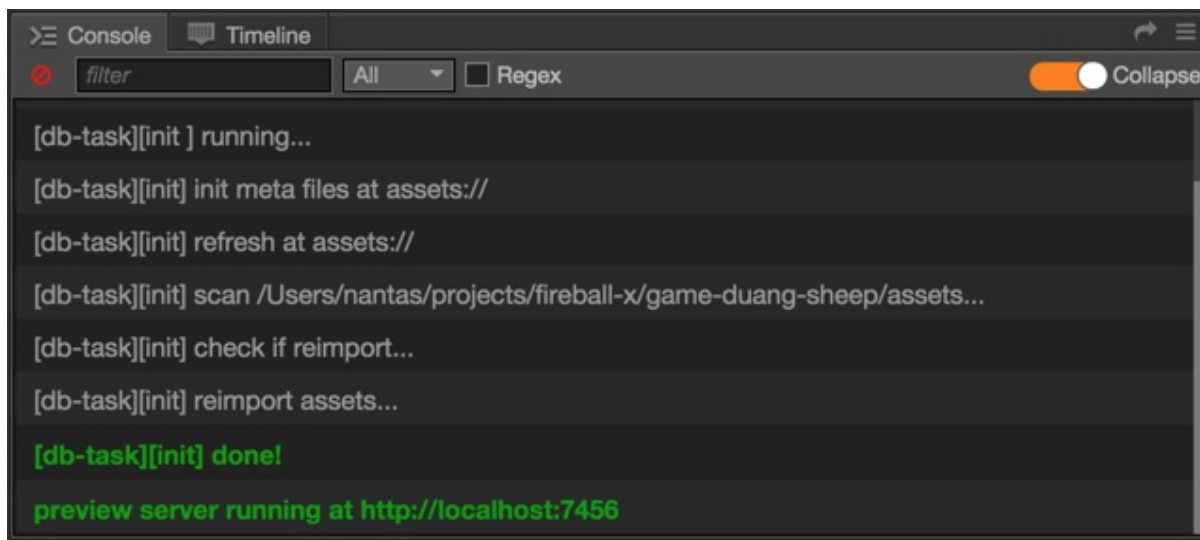 Console Timeline
filter All Regex Collapse
[db-task][init ] running...
[db-task][init] init meta files at assets://
[db-task][init] refresh at assets://
[db-task][init] scan /Users/nantas/projects/fireball-x/game-duang-sheep/assets...
[db-task][init] check if reimport...
[db-task][init] reimport assets...
[db-task][init] done!
preview server running at http://localhost:7456